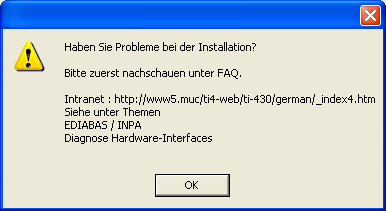 Haben Sie Probleme bei der Installation?
Bitte zuerst nachschauen unter FAQ.
Intranet : http://www5.muc/ti4-web/ti-430/german/_index4.htm
Siehe unter Themen
EDIABAS / INPA
Diagnose Hardware-Interfaces
OK